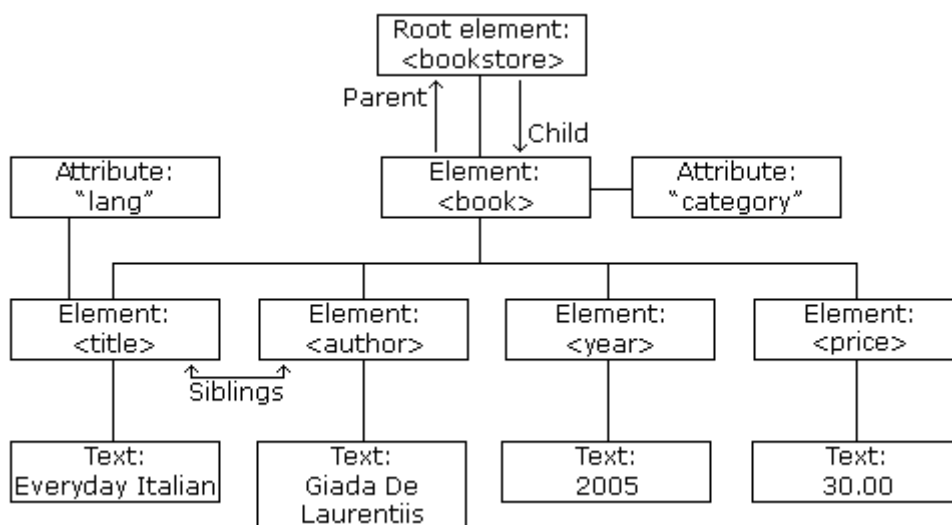 Root element:
<bookstore>
Parent
Child
Attribute:
“lang”
Element:
<book>
Attribute:
“category”
Element:
<title>
Element:
<author>
Element:
<year>
Element:
<price>
Siblings
Text:
Everyday Italian
Text:
Giada De
Laurentiis
Text:
2005
Text:
30.00